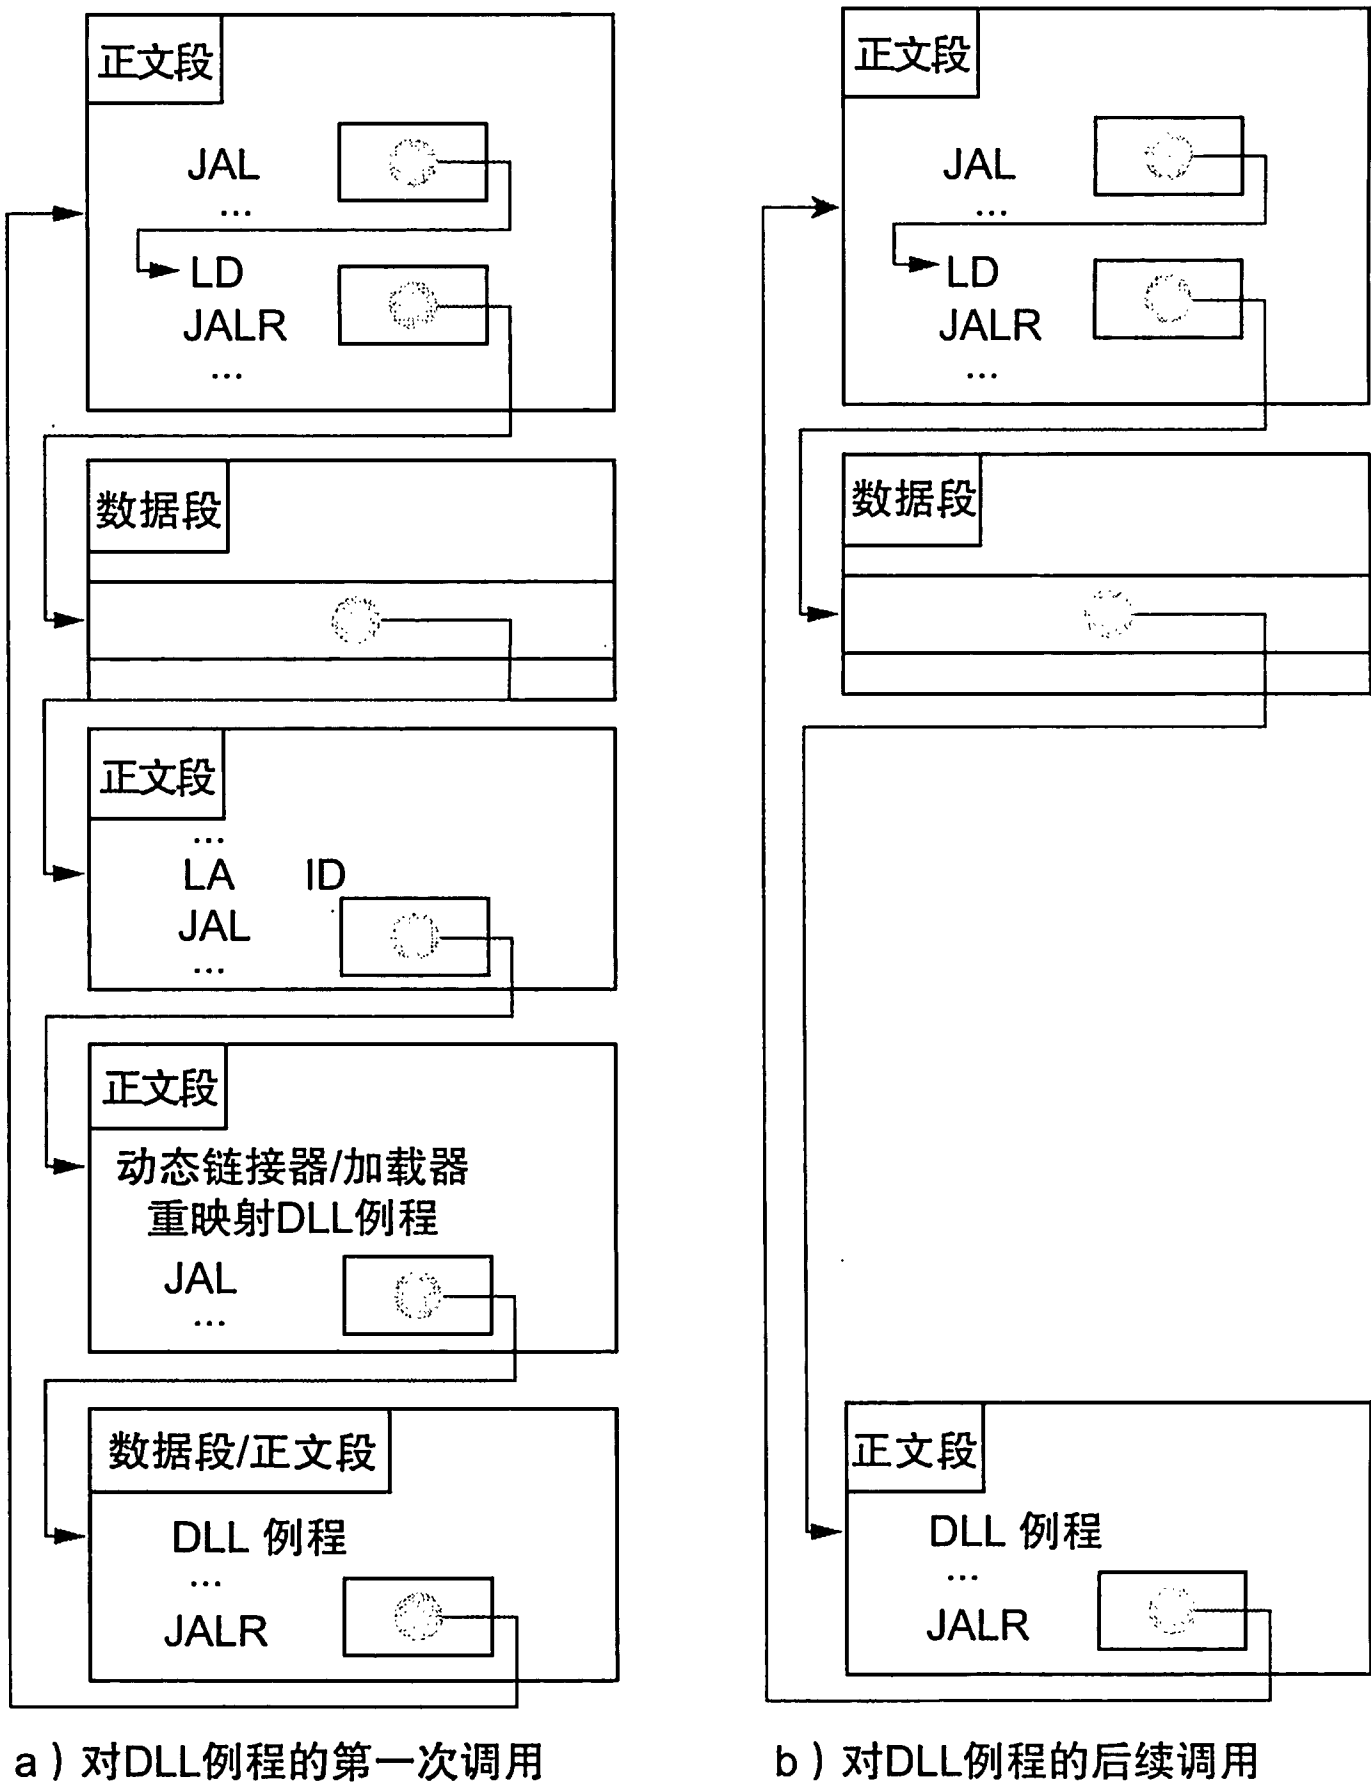 正文段
JAL
...
LD
JALR
...
数据段
正文段
...
LA ID
JAL
...
正文段
动态链接器/加载器
重映射DLL例程
JAL
...
数据段/正文段
DLL 例程
...
JALR
a）对DLL例程的第一次调用
正文段
JAL
...
LD
JALR
...
数据段
正文段
DLL 例程
...
JALR
b）对DLL例程的后续调用